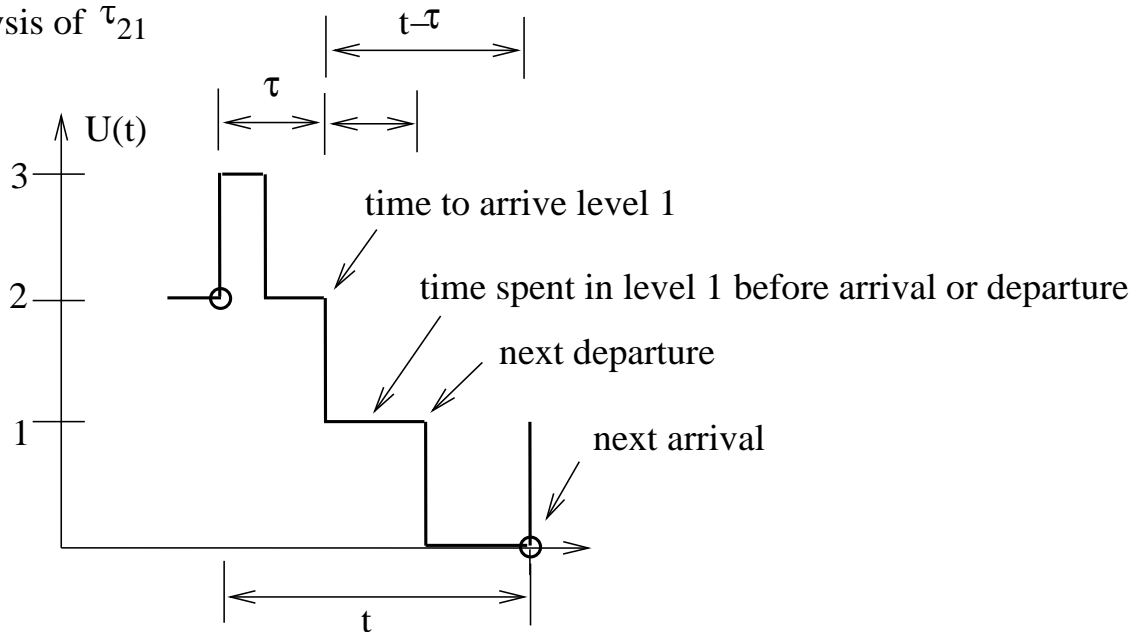 ysis of τ21
t–τ
τ
U(t)
3
time to arrive level 1
2
time spent in level 1 before arrival or departure
next departure
1
next arrival
t